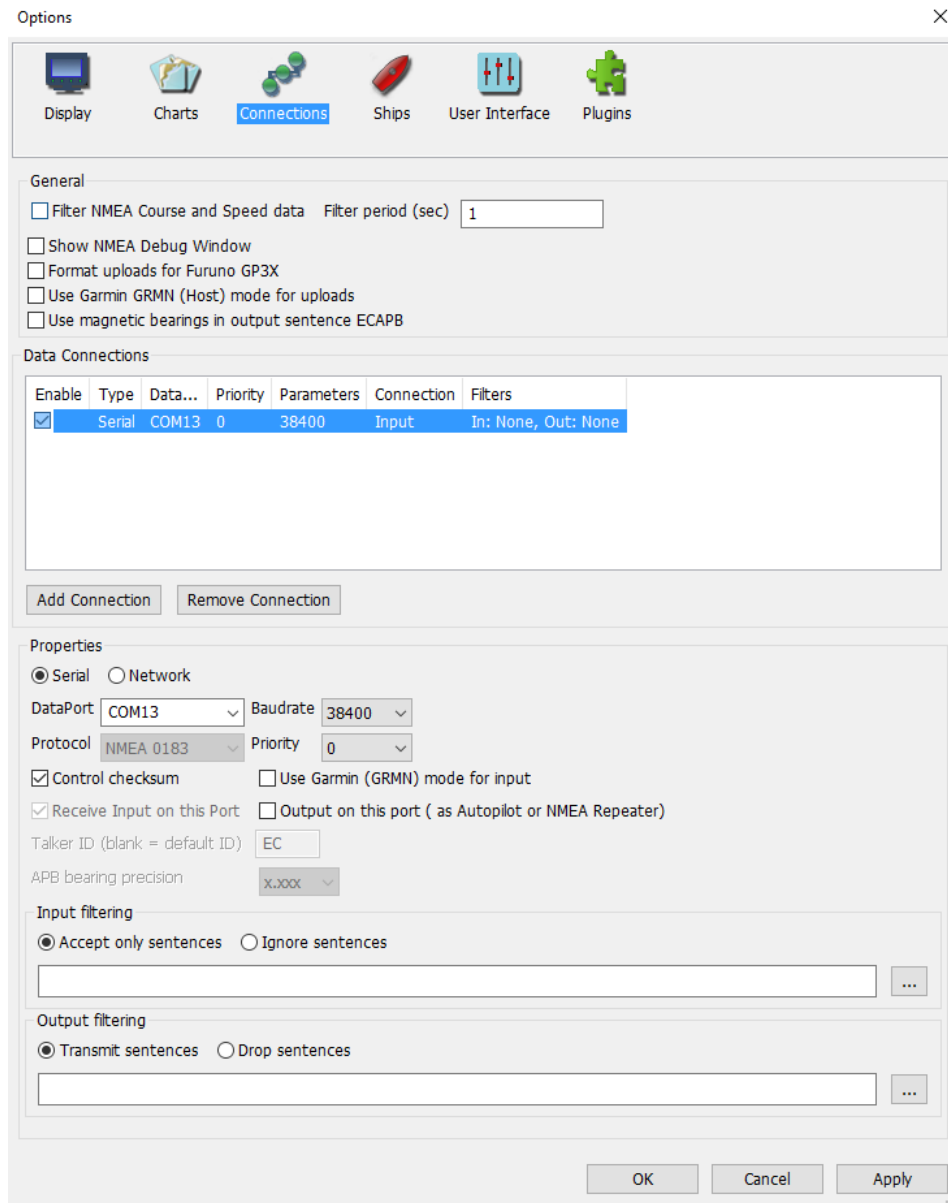 Options
Display Charts Connections Ships User Interface Plugins
General
Filter NMEA Course and Speed data Filter period (sec) 1
Show NMEA Debug Window
Format uploads for Furuno GP3X
Use Garmin GRMN (Host) mode for uploads
Use magnetic bearings in output sentence ECAPB
Data Connections
Enable Type Data... Priority Parameters Connection Filters
Serial COM13 0 38400 Input In: None, Out: None
Add Connection Remove Connection
Properties
Serial Network
DataPort COM13 Baudrate 38400
Protocol NMEA 0183 Priority 0
Control checksum Use Garmin (GRMN) mode for input
Receive Input on this Port Output on this port ( as Autopilot or NMEA Repeater)
Talker ID (blank = default ID) EC
APB bearing precision x.xxx
Input filtering
Accept only sentences Ignore sentences
...
Output filtering
Transmit sentences Drop sentences
...
OK Cancel Apply